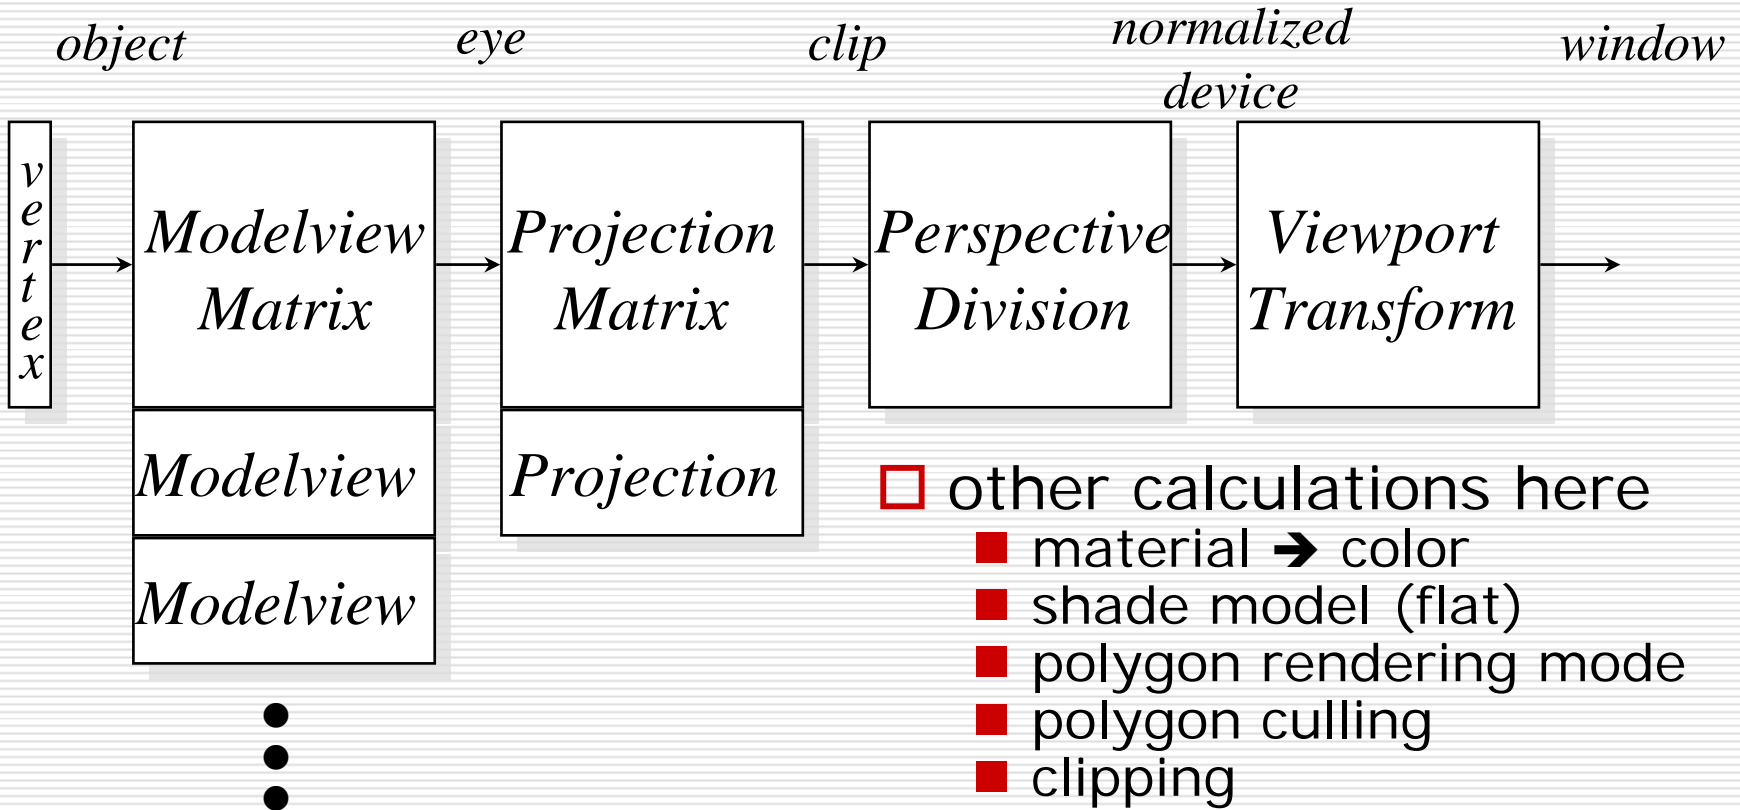 object
eye
clip
normalized
device
window
vertex
Modelview
Matrix
Projection
Matrix
Perspective
Division
Viewport
Transform
Modelview
Projection
Modelview
other calculations here
material ➔ color
shade model (flat)
polygon rendering mode
polygon culling
clipping